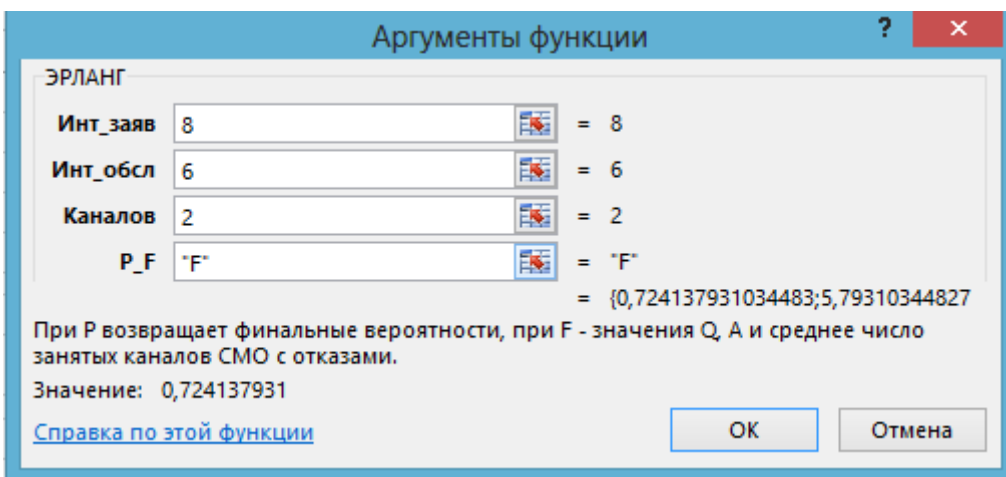 Аргументы функции ? ×
ЭРЛАНГ
Инт_заяв 8 = 8
Инт_обсл 6 = 6
Каналов 2 = 2
P_F "F" = "F"
= {0,724137931034483;5,79310344827
При P возвращает финальные вероятности, при F - значения Q, A и среднее число
занятых каналов СМО с отказами.
Значение: 0,724137931
Справка по этой функции ОК Отмена